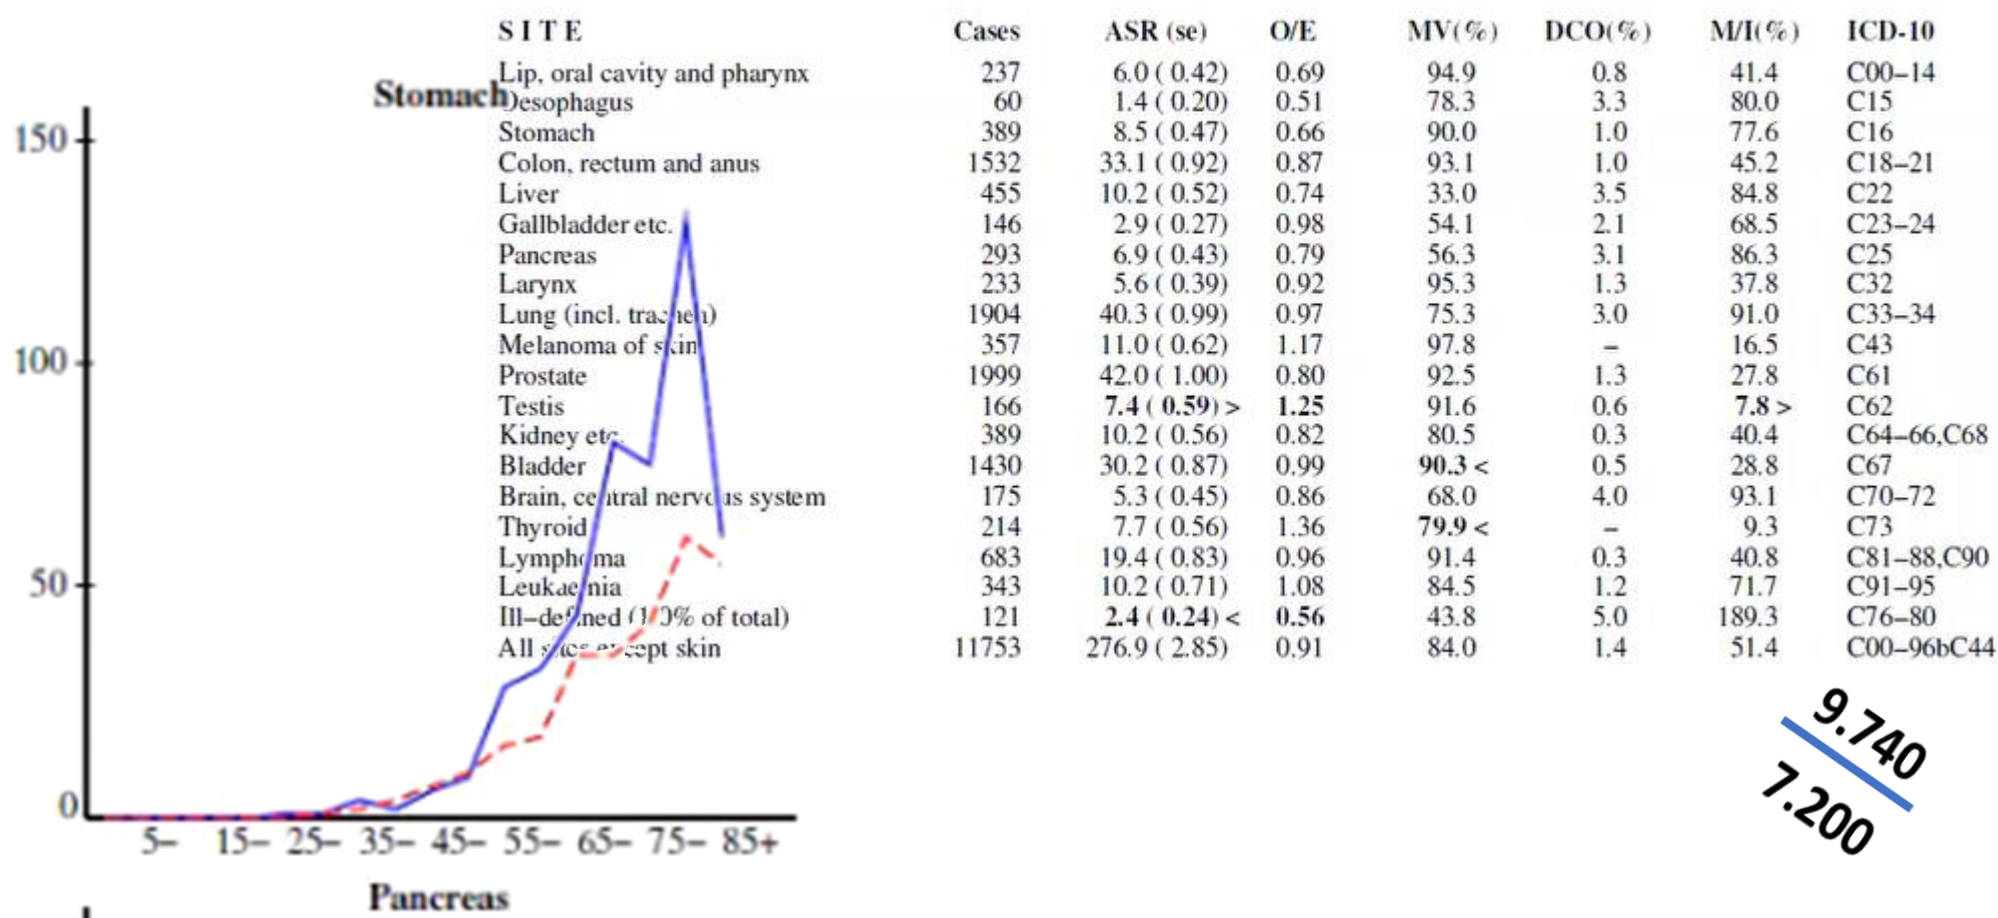 SITE Cases ASR (se) O/E MV(%) DCO(%) M/I(%) ICD-10
Lip, oral cavity and pharynx 237 6.0 ( 0.42) 0.69 94.9 0.8 41.4 C00–14
Oesophagus 60 1.4 ( 0.20) 0.51 78.3 3.3 80.0 C15
Stomach 389 8.5 ( 0.47) 0.66 90.0 1.0 77.6 C16
Colon, rectum and anus 1532 33.1 ( 0.92) 0.87 93.1 1.0 45.2 C18–21
Liver 455 10.2 ( 0.52) 0.74 33.0 3.5 84.8 C22
Gallbladder etc. 146 2.9 ( 0.27) 0.98 54.1 2.1 68.5 C23–24
Pancreas 293 6.9 ( 0.43) 0.79 56.3 3.1 86.3 C25
Larynx 233 5.6 ( 0.39) 0.92 95.3 1.3 37.8 C32
Lung (incl. trachea) 1904 40.3 ( 0.99) 0.97 75.3 3.0 91.0 C33–34
Melanoma of skin 357 11.0 ( 0.62) 1.17 97.8 – 16.5 C43
Prostate 1999 42.0 ( 1.00) 0.80 92.5 1.3 27.8 C61
Testis 166 7.4 ( 0.59) > 1.25 91.6 0.6 7.8 > C62
Kidney etc. 389 10.2 ( 0.56) 0.82 80.5 0.3 40.4 C64–66,C68
Bladder 1430 30.2 ( 0.87) 0.99 90.3 < 0.5 28.8 C67
Brain, central nervous system 175 5.3 ( 0.45) 0.86 68.0 4.0 93.1 C70–72
Thyroid 214 7.7 ( 0.56) 1.36 79.9 < – 9.3 C73
Lymphoma 683 19.4 ( 0.83) 0.96 91.4 0.3 40.8 C81–88,C90
Leukaemia 343 10.2 ( 0.71) 1.08 84.5 1.2 71.7 C91–95
Ill–defined (1.0% of total) 121 2.4 ( 0.24) < 0.56 43.8 5.0 189.3 C76–80
All sites except skin 11753 276.9 ( 2.85) 0.91 84.0 1.4 51.4 C00–96bC44
Stomach
150
100
50
0
5– 15– 25– 35– 45– 55– 65– 75– 85+
Pancreas
9.740
7.200